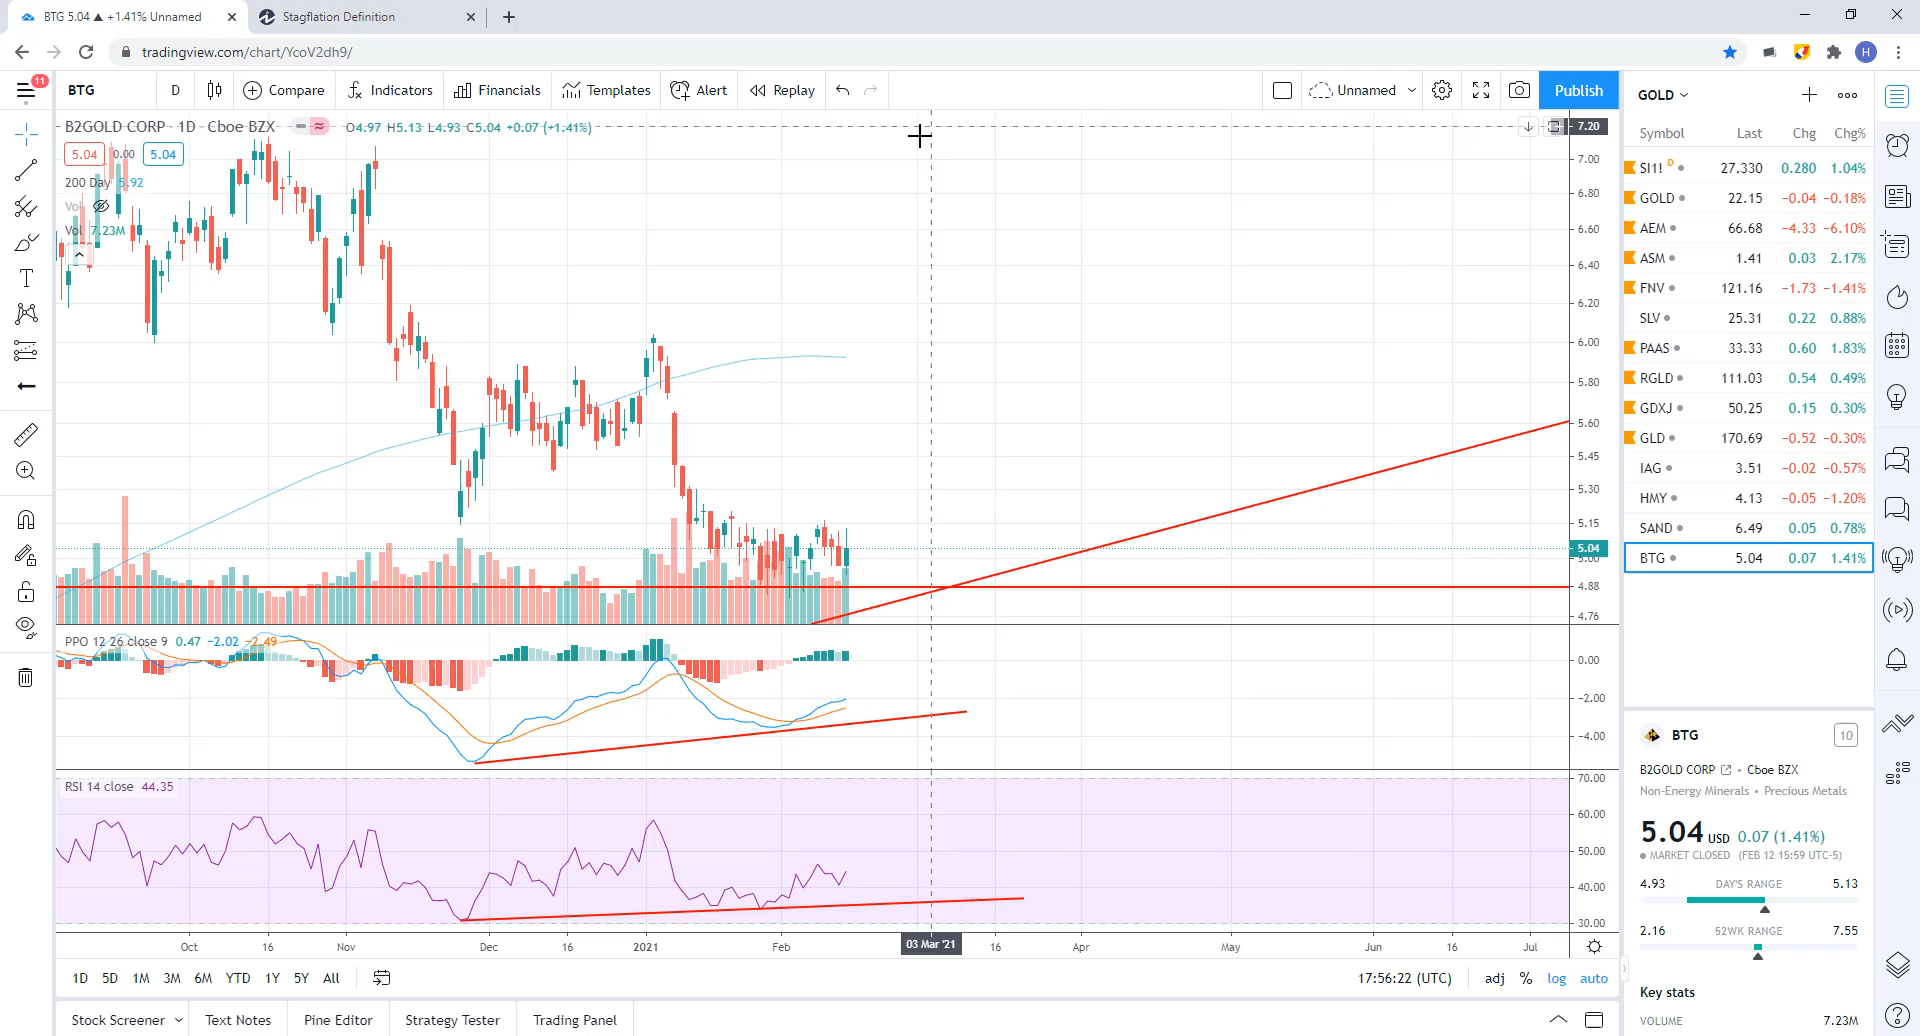 BTG 5.04 ▲ +1.41% Unnamed
Stagflation Definition
tradingview.com/chart/YcoV2dh9/
H
11
BTG D Compare Indicators Financials Templates Alert Replay Unnamed Publish
B2GOLD CORP · 1D · Cboe BZX O4.97 H5.13 L4.93 C5.04 +0.07 (+1.41%)
5.04 0.00 5.04
200 Day 5.92
Vol
Vol 7.23M
7.20
7.00
6.80
6.60
6.40
6.20
6.00
5.80
5.60
5.45
5.30
5.15
5.04
5.00
4.88
4.76
PPO 12 26 close 9 0.47 −2.02 −2.49
0.00
−2.00
−4.00
RSI 14 close 44.35
70.00
60.00
50.00
40.00
30.00
Oct 16 Nov Dec 16 2021 Feb 03 Mar '21 16 Apr May Jun 16 Jul
1D 5D 1M 3M 6M YTD 1Y 5Y All 17:56:22 (UTC) adj % log auto
Stock Screener Text Notes Pine Editor Strategy Tester Trading Panel
GOLD
Symbol Last Chg Chg%
SI1! D 27.330 0.280 1.04%
GOLD 22.15 −0.04 −0.18%
AEM 66.68 −4.33 −6.10%
ASM 1.41 0.03 2.17%
FNV 121.16 −1.73 −1.41%
SLV 25.31 0.22 0.88%
PAAS 33.33 0.60 1.83%
RGLD 111.03 0.54 0.49%
GDXJ 50.25 0.15 0.30%
GLD 170.69 −0.52 −0.30%
IAG 3.51 −0.02 −0.57%
HMY 4.13 −0.05 −1.20%
SAND 6.49 0.05 0.78%
BTG 5.04 0.07 1.41%
BTG 10
B2GOLD CORP • Cboe BZX
Non-Energy Minerals • Precious Metals
5.04 USD 0.07 (1.41%)
MARKET CLOSED (FEB 12 15:59 UTC-5)
4.93 DAY'S RANGE 5.13
2.16 52WK RANGE 7.55
Key stats
VOLUME 7.23M